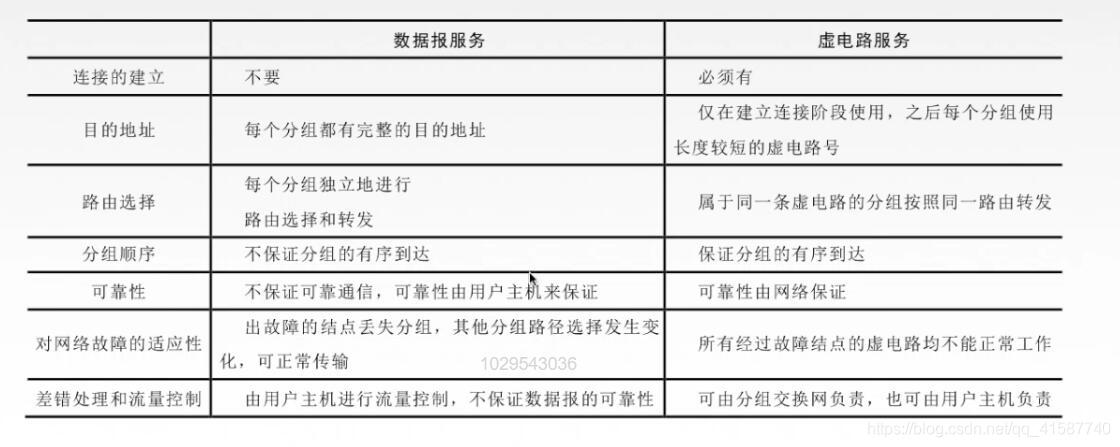 数据报服务 虚电路服务
连接的建立 不要 必须有
目的地址 每个分组都有完整的目的地址 仅在建立连接阶段使用，之后每个分组使用
长度较短的虚电路号
路由选择 每个分组独立地进行
路由选择和转发 属于同一条虚电路的分组按照同一路由转发
分组顺序 不保证分组的有序到达 保证分组的有序到达
可靠性 不保证可靠通信，可靠性由用户主机来保证 可靠性由网络保证
对网络故障的适应性 出故障的结点丢失分组，其他分组路径选择发生变
化，可正常传输 所有经过故障结点的虚电路均不能正常工作
差错处理和流量控制 由用户主机进行流量控制，不保证数据报的可靠性 可由分组交换网负责，也可由用户主机负责
1029543036
https://blog.csdn.net/qq_41587740